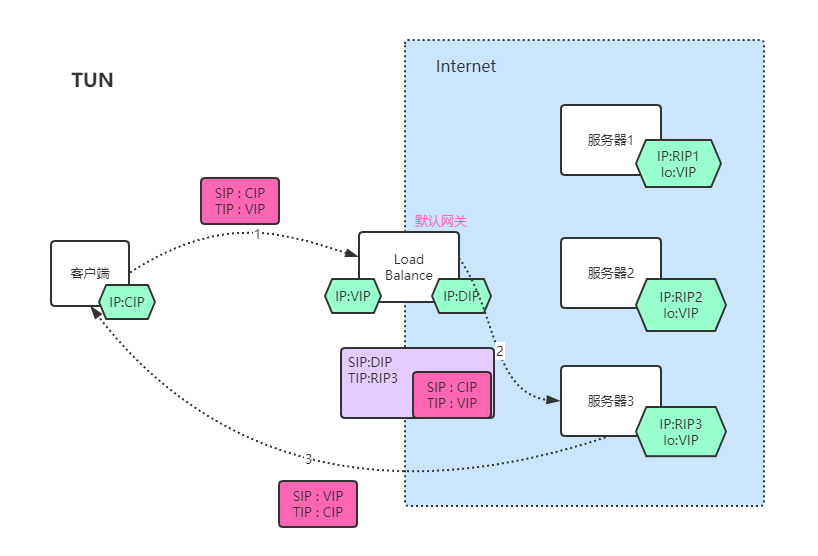 TUN
Internet
服务器1
IP:RIP1
lo:VIP
SIP : CIP
TIP : VIP
1
默认网关
Load
Balance
IP:VIP
IP:DIP
客户端
IP:CIP
服务器2
IP:RIP2
lo:VIP
2
SIP:DIP
TIP:RIP3
SIP : CIP
TIP : VIP
服务器3
IP:RIP3
lo:VIP
3
SIP : VIP
TIP : CIP